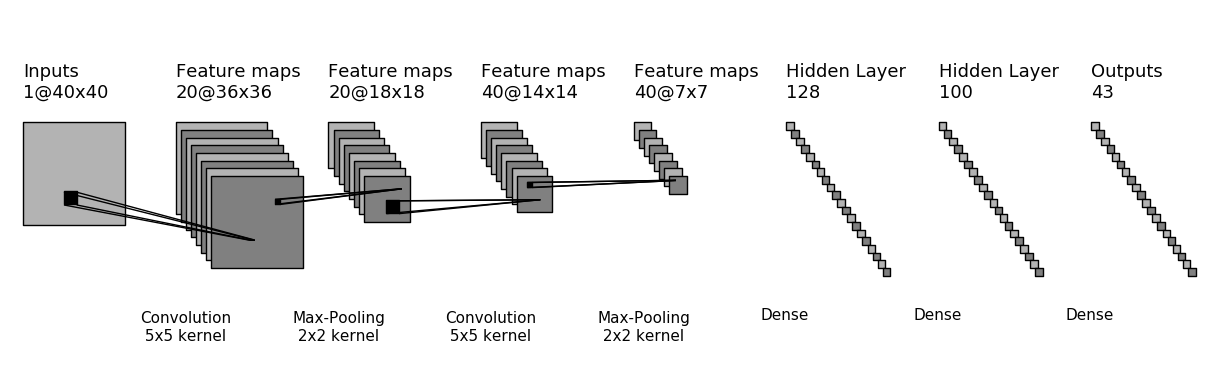 Inputs
1@40x40
Feature maps
20@36x36
Feature maps
20@18x18
Feature maps
40@14x14
Feature maps
40@7x7
Hidden Layer
128
Hidden Layer
100
Outputs
43
Convolution
5x5 kernel
Max-Pooling
2x2 kernel
Convolution
5x5 kernel
Max-Pooling
2x2 kernel
Dense
Dense
Dense